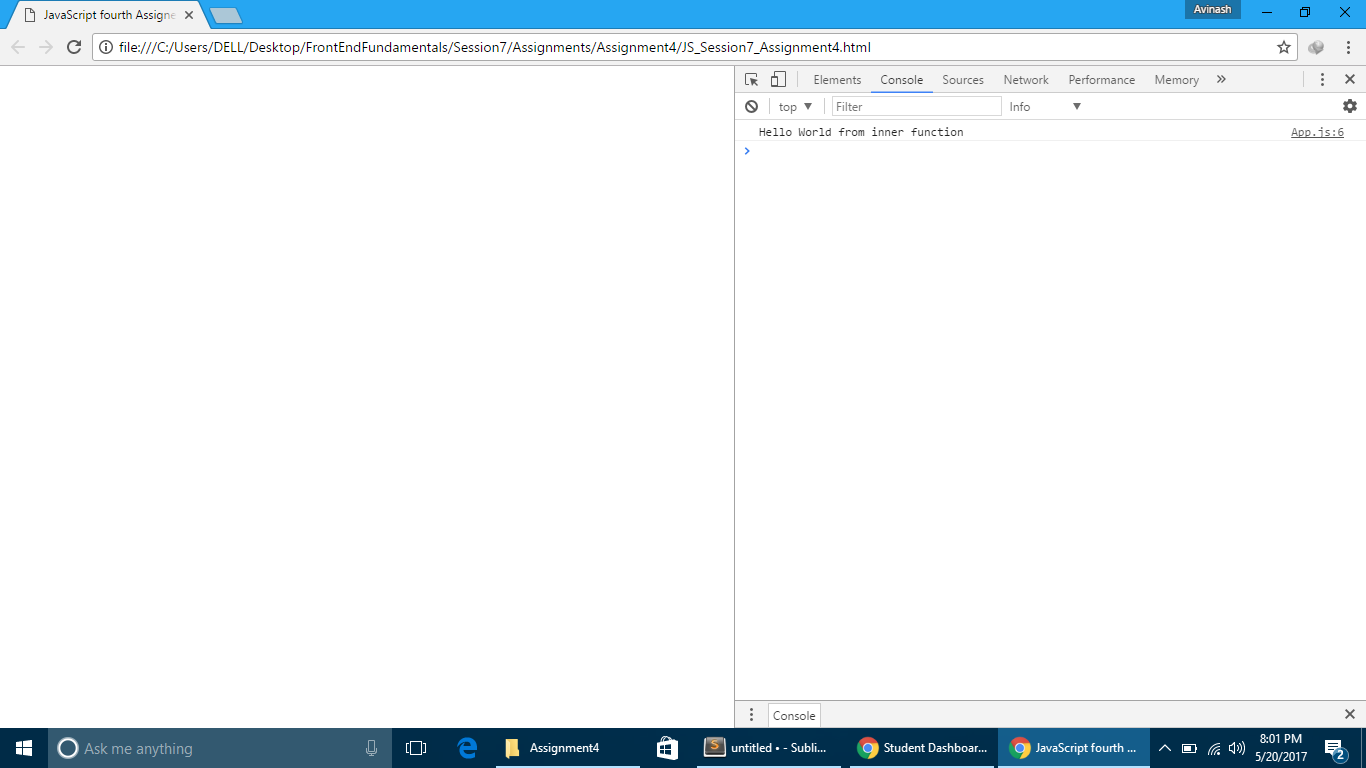 JavaScript fourth Assigne
Avinash
file:///C:/Users/DELL/Desktop/FrontEndFundamentals/Session7/Assignments/Assignment4/JS_Session7_Assignment4.html
Elements Console Sources Network Performance Memory »
top ▼ Filter Info ▼
Hello World from inner function App.js:6
>
Console
Ask me anything
Assignment4
untitled • - Subli...
Student Dashboar...
JavaScript fourth ...
8:01 PM
5/20/2017
2